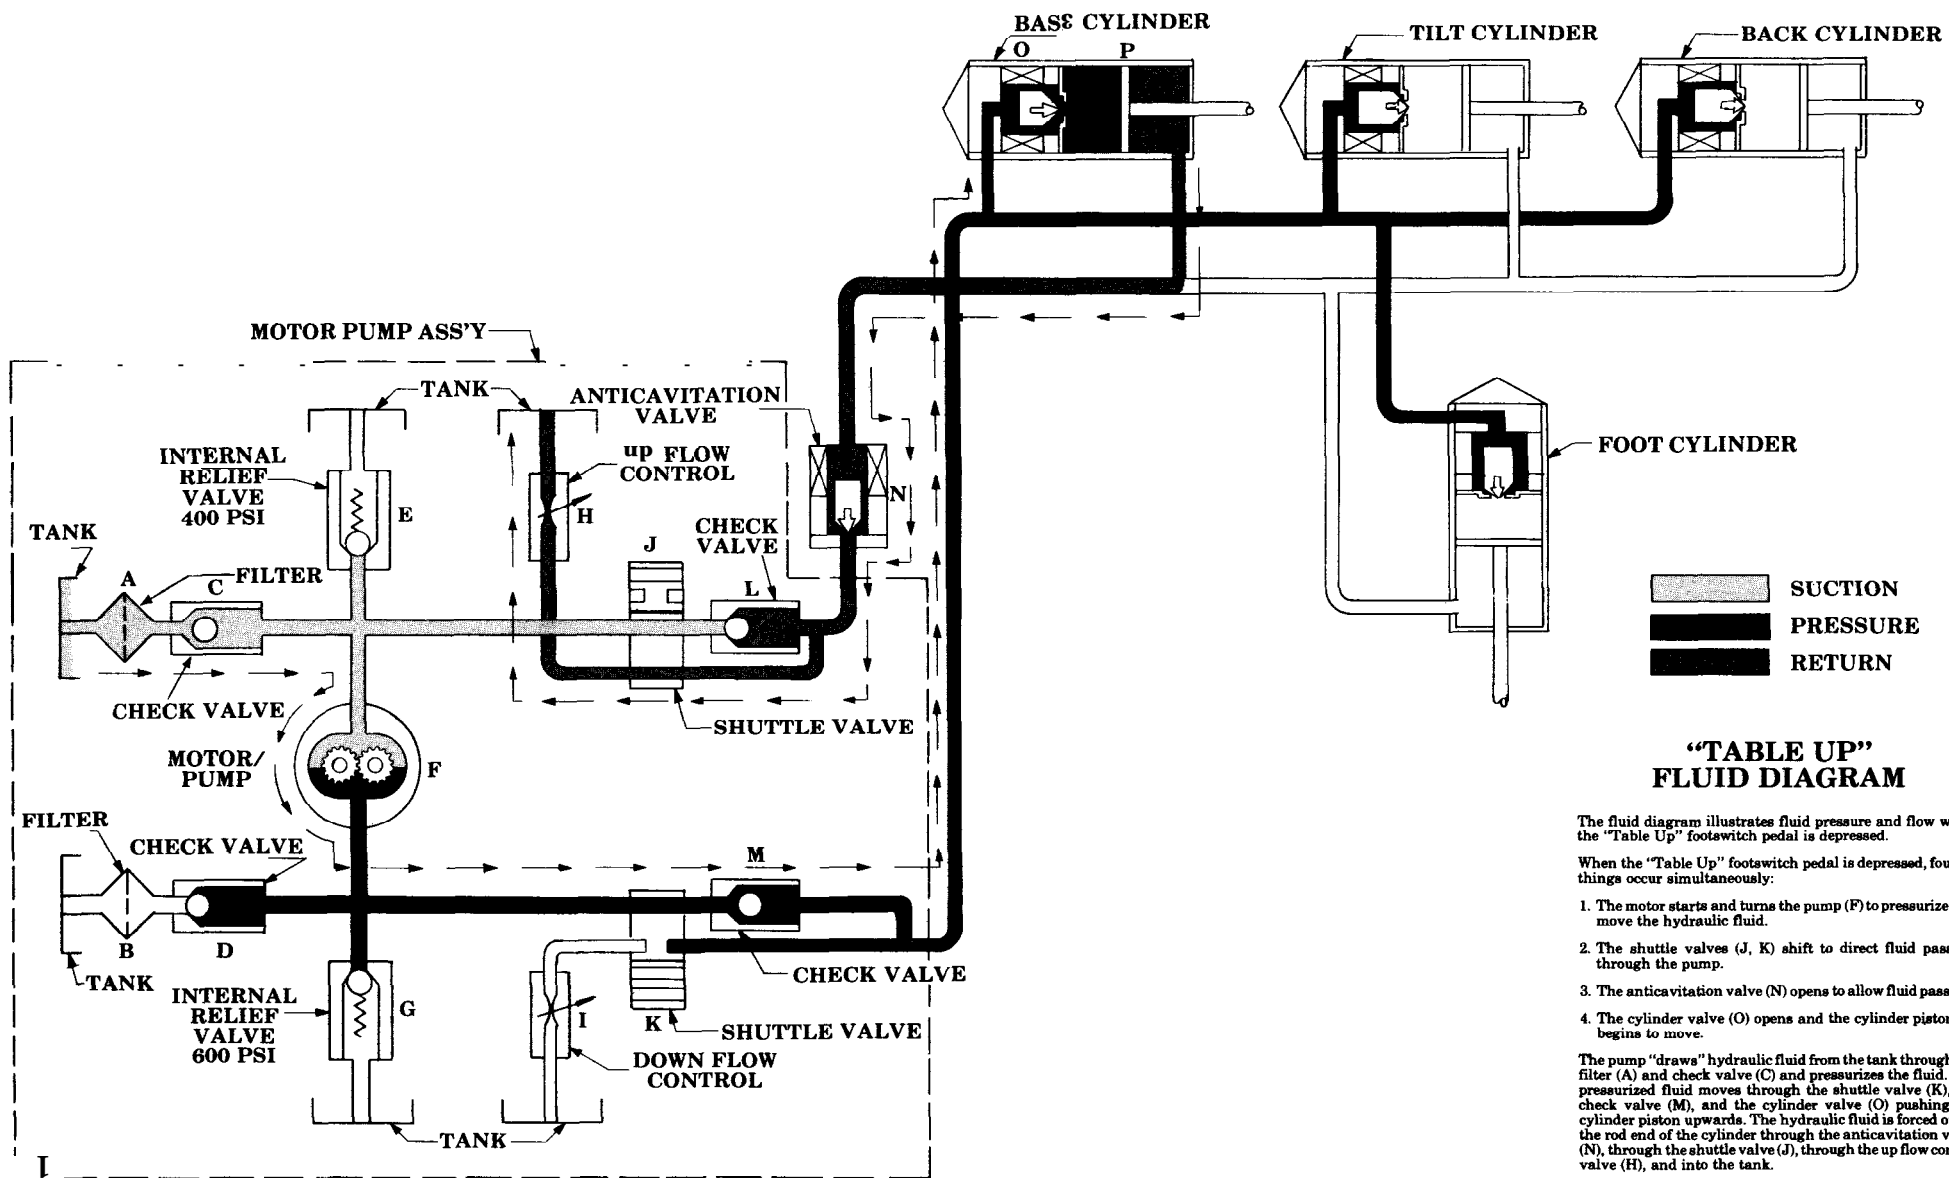 BASE CYLINDER
O
P
TILT CYLINDER
BACK CYLINDER
MOTOR PUMP ASS'Y
TANK
ANTICAVITATION
VALVE
INTERNAL
RELIEF
VALVE
400 PSI
E
up FLOW
CONTROL
H
N
FOOT CYLINDER
TANK
A
FILTER
C
J
CHECK
VALVE
L
SUCTION
PRESSURE
RETURN
CHECK VALVE
SHUTTLE VALVE
MOTOR/
PUMP
F
"TABLE UP"
FLUID DIAGRAM
FILTER
CHECK VALVE
M
B
D
TANK
CHECK VALVE
INTERNAL
RELIEF
VALVE
600 PSI
G
I
K
SHUTTLE VALVE
DOWN FLOW
CONTROL
TANK
1
The fluid diagram illustrates fluid pressure and flow w
the "Table Up" footswitch pedal is depressed.
When the "Table Up" footswitch pedal is depressed, fou
things occur simultaneously:
1. The motor starts and turns the pump (F) to pressurize
move the hydraulic fluid.
2. The shuttle valves (J, K) shift to direct fluid pass
through the pump.
3. The anticavitation valve (N) opens to allow fluid passa
4. The cylinder valve (O) opens and the cylinder piston
begins to move.
The pump "draws" hydraulic fluid from the tank through
filter (A) and check valve (C) and pressurizes the fluid.
pressurized fluid moves through the shuttle valve (K),
check valve (M), and the cylinder valve (O) pushing
cylinder piston upwards. The hydraulic fluid is forced o
the rod end of the cylinder through the anticavitation v
(N), through the shuttle valve (J), through the up flow con
valve (H), and into the tank.